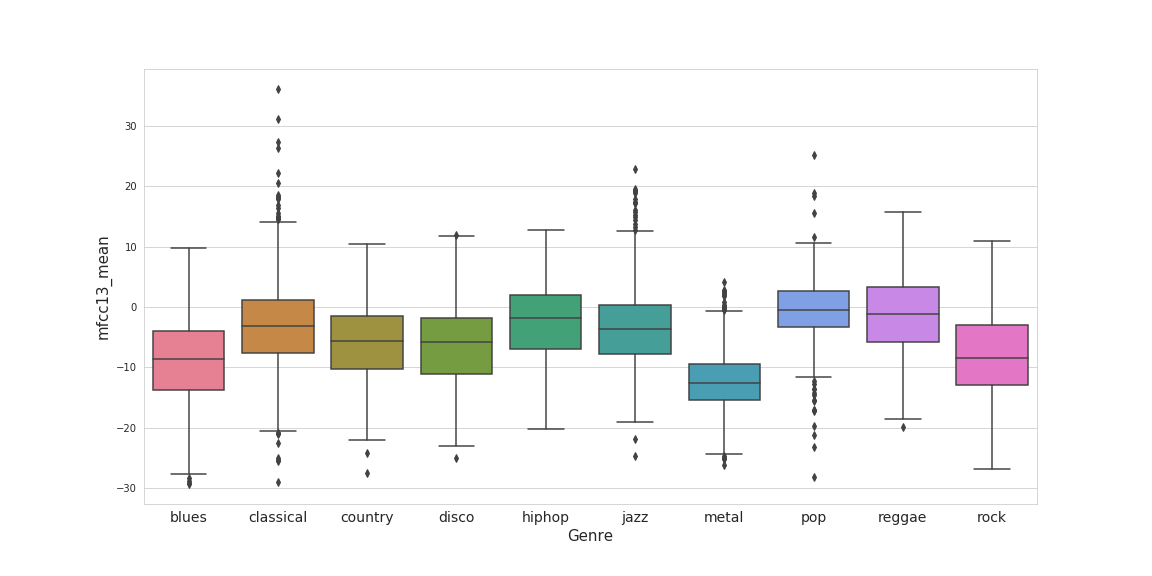 mfcc13_mean
30
20
10
0
−10
−20
−30
blues classical country disco hiphop jazz metal pop reggae rock
Genre